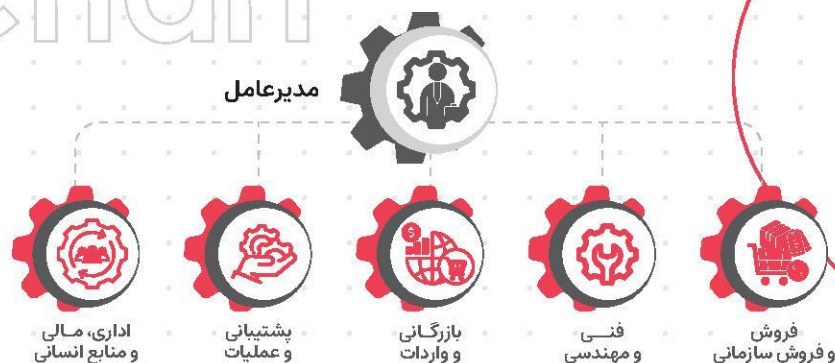 مدیرعامل
فروش
و فروش سازمانی
فنـــی
و مهندسی
بازرگـانی
و واردات
پشتیبانی
و عملیات
اداری، مـالی
و منابع انسانی